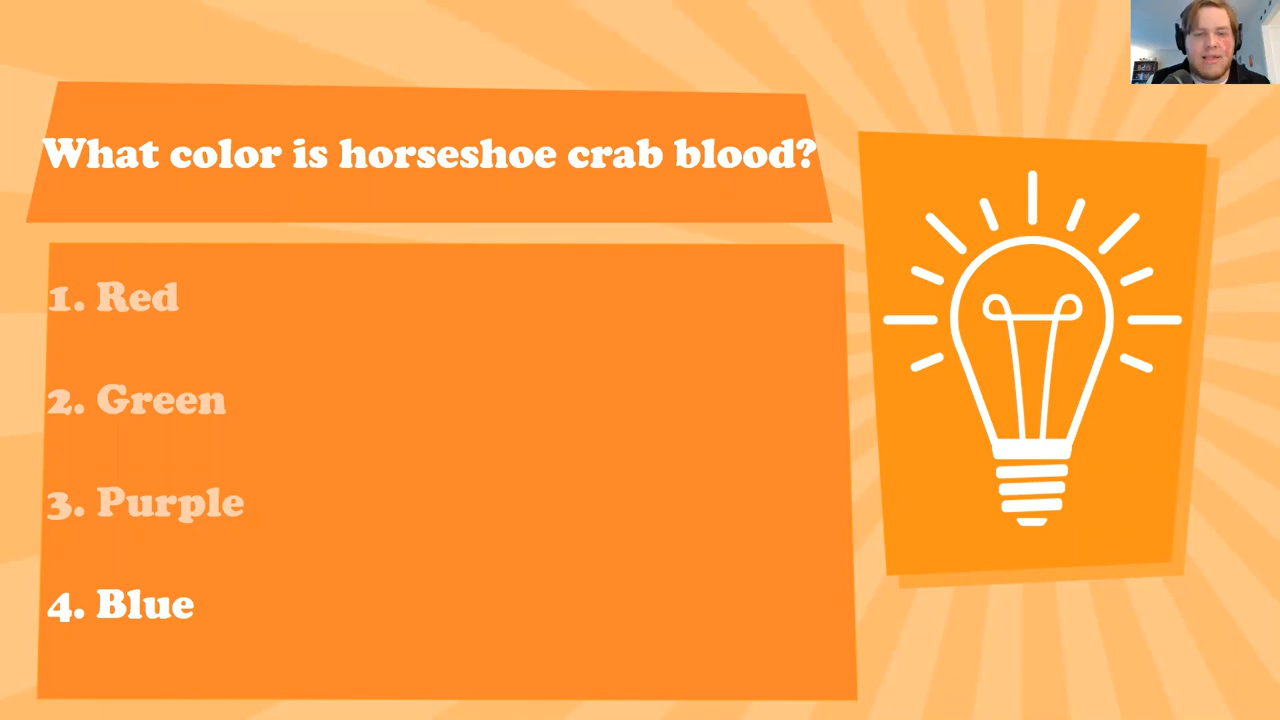 What color is horseshoe crab blood?
1. Red
2. Green
3. Purple
4. Blue